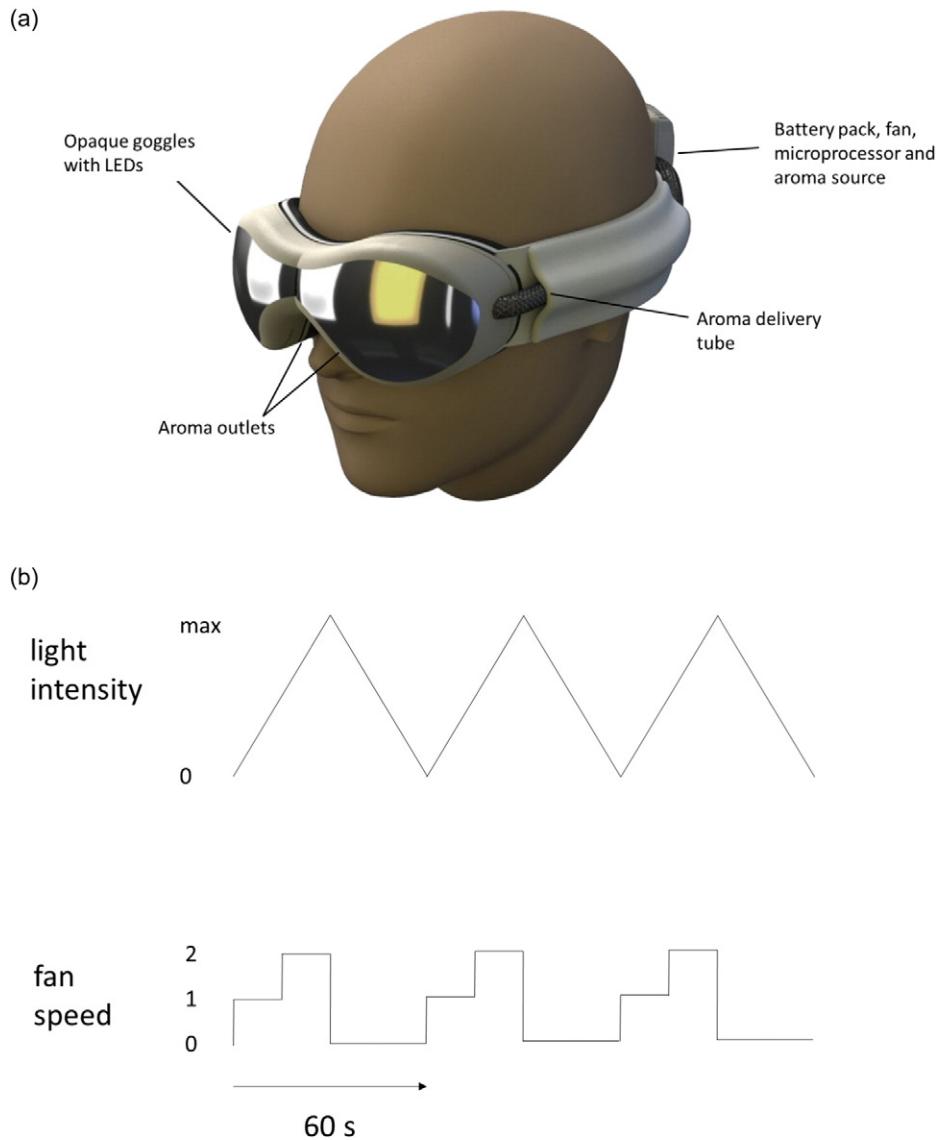 (a)
Opaque goggles
with LEDs
Battery pack, fan,
microprocessor and
aroma source
Aroma delivery
tube
Aroma outlets
(b)
max
light
intensity
0
2
fan
1
speed
0
60 s